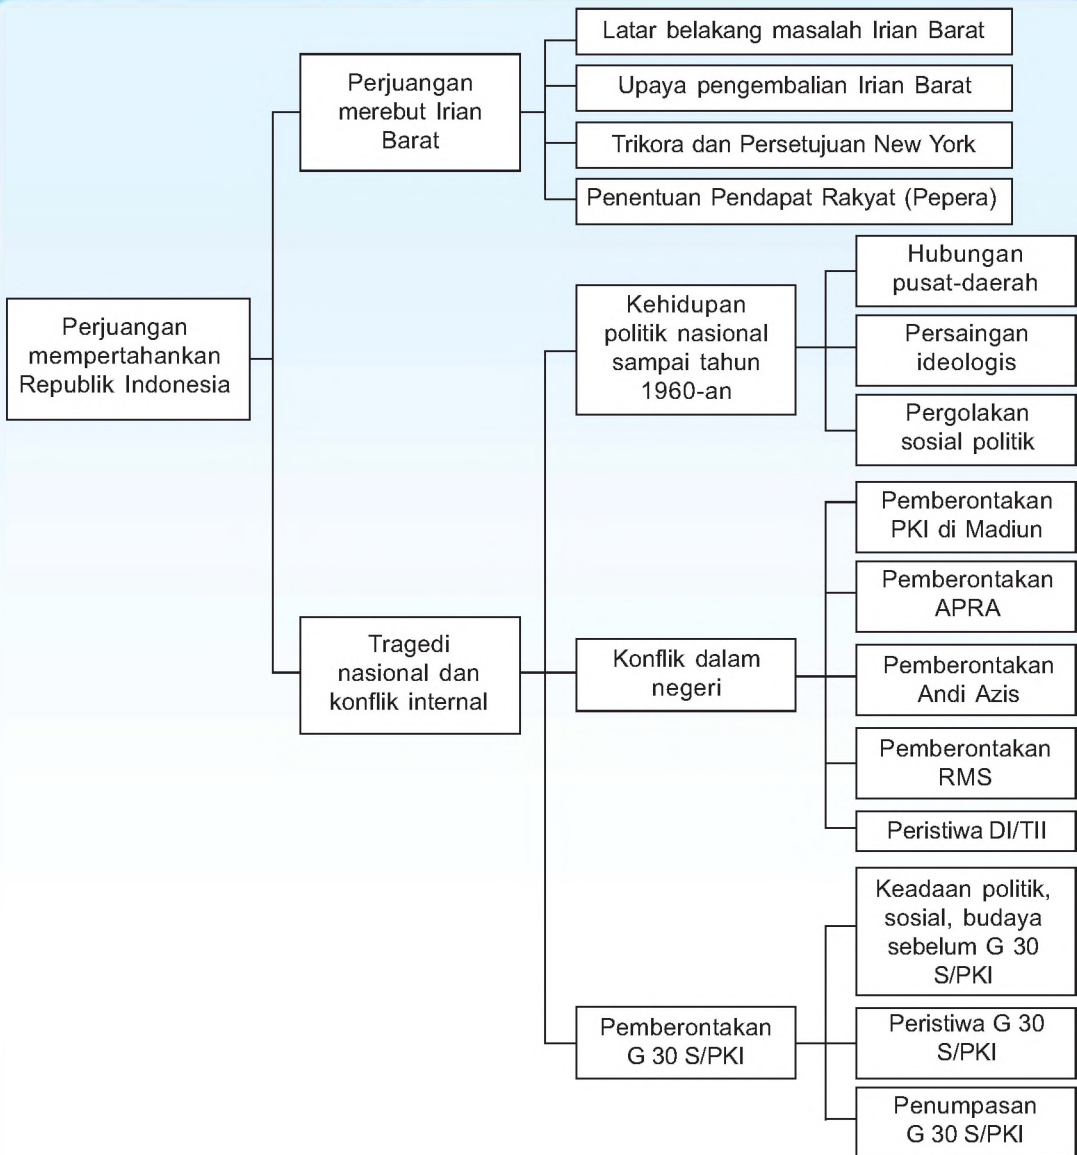 Perjuangan
mempertahankan
Republik Indonesia
Perjuangan
merebut Irian
Barat
Latar belakang masalah Irian Barat
Upaya pengembalian Irian Barat
Trikora dan Persetujuan New York
Penentuan Pendapat Rakyat (Pepera)
Tragedi
nasional dan
konflik internal
Kehidupan
politik nasional
sampai tahun
1960-an
Hubungan
pusat-daerah
Persaingan
ideologis
Pergolakan
sosial politik
Konflik dalam
negeri
Pemberontakan
PKI di Madiun
Pemberontakan
APRA
Pemberontakan
Andi Azis
Pemberontakan
RMS
Peristiwa DI/TII
Pemberontakan
G 30 S/PKI
Keadaan politik,
sosial, budaya
sebelum G 30
S/PKI
Peristiwa G 30
S/PKI
Penumpasan
G 30 S/PKI